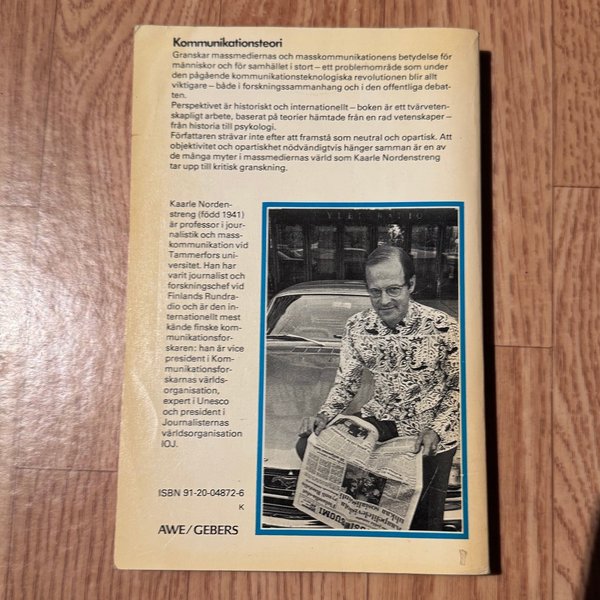 Kommunikationsteori
Granskar massmediernas och masskommunikationens betydelse för
människor och för samhället i stort – ett problemområde som under
den pågående kommunikationsteknologiska revolutionen blir allt
viktigare – både i forskningssammanhang och i den offentliga debat-
ten.
Perspektivet är historiskt och internationellt – boken är ett tvärveten-
skapligt arbete, baserat på teorier hämtade från en rad vetenskaper –
från historia till psykologi.
Författaren strävar inte efter att framstå som neutral och opartisk. Att
objektivitet och opartiskhet nödvändigtvis hänger samman är en av
de många myter i massmediernas värld som Kaarle Nordenstreng
tar upp till kritisk granskning.
Kaarle Norden-
streng (född 1941)
är professor i jour-
nalistik och mass-
kommunikation vid
Tammerfors uni-
versitet. Han har
varit journalist och
forskningschef vid
Finlands Rundra-
dio och är den in-
ternationellt mest
kände finske kom-
munikationsfors-
karen: han är vice
president i Kom-
munikationsfor-
skarnas världs-
organisation,
expert i Unesco
och president i
Journalisternas
världsorganisation
IOJ.
ISBN 91-20-04872-6
K
AWE/GEBERS
RADIO
SUOMI